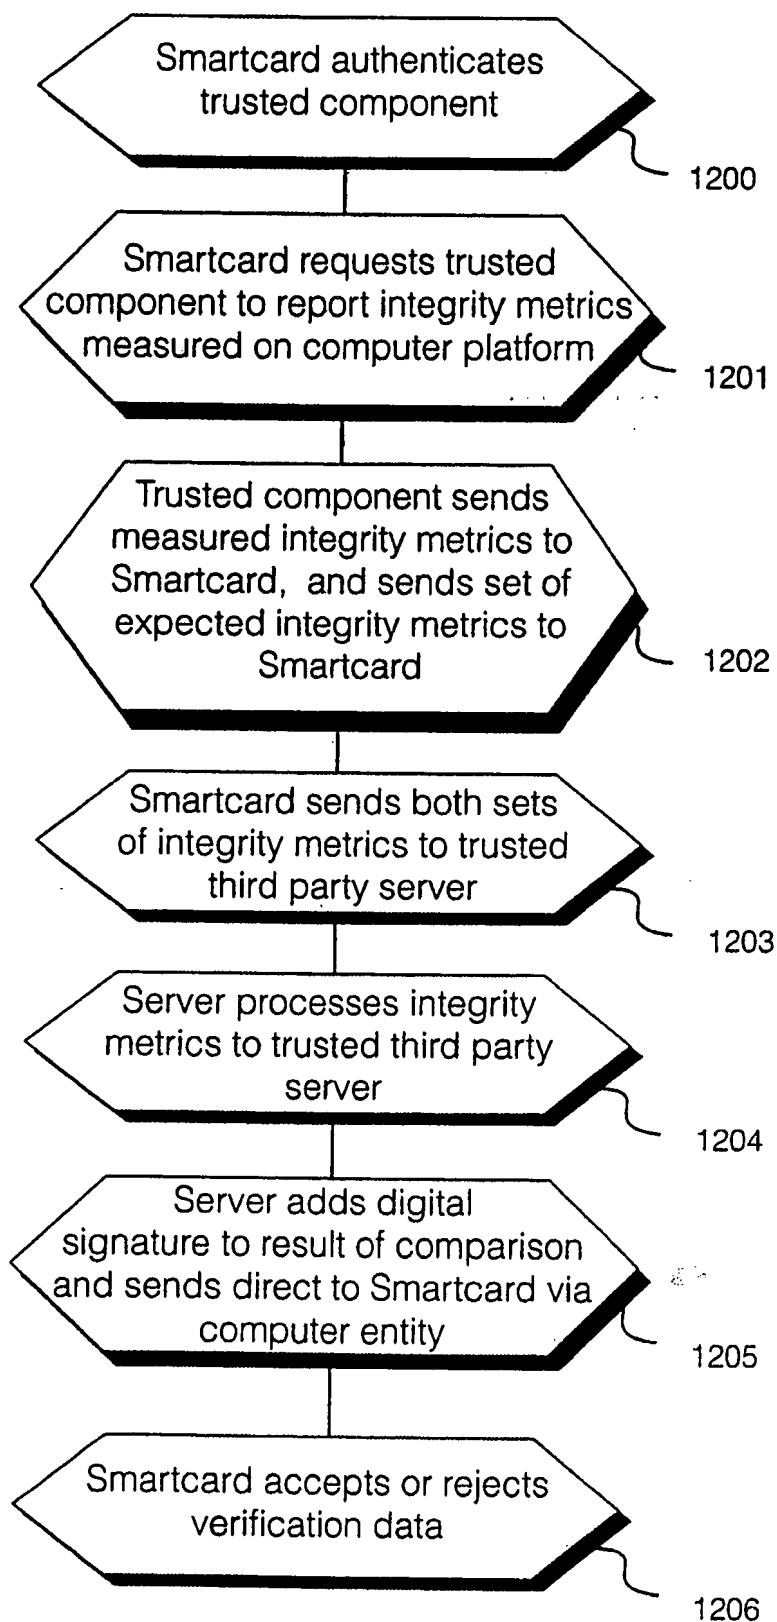 Smartcard authenticates
trusted component
1200
Smartcard requests trusted
component to report integrity metrics
measured on computer platform
1201
Trusted component sends
measured integrity metrics to
Smartcard, and sends set of
expected integrity metrics to
Smartcard
1202
Smartcard sends both sets
of integrity metrics to trusted
third party server
1203
Server processes integrity
metrics to trusted third party
server
1204
Server adds digital
signature to result of comparison
and sends direct to Smartcard via
computer entity
1205
Smartcard accepts or rejects
verification data
1206